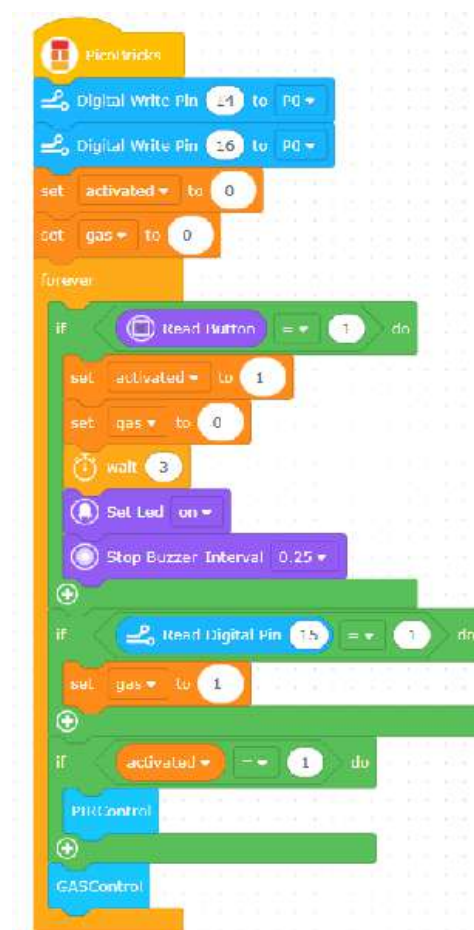 PicoBricks
Digital Write Pin 14 to P0
Digital Write Pin 16 to P0
set activated to 0
set gas to 0
forever
if Read Button = 1 do
set activated to 1
set gas to 0
wait 3
Set Led on
Stop Buzzer Interval 0.25
if Read Digital Pin 15 = 1 do
set gas to 1
if activated = 1 do
PIRControl
GASControl